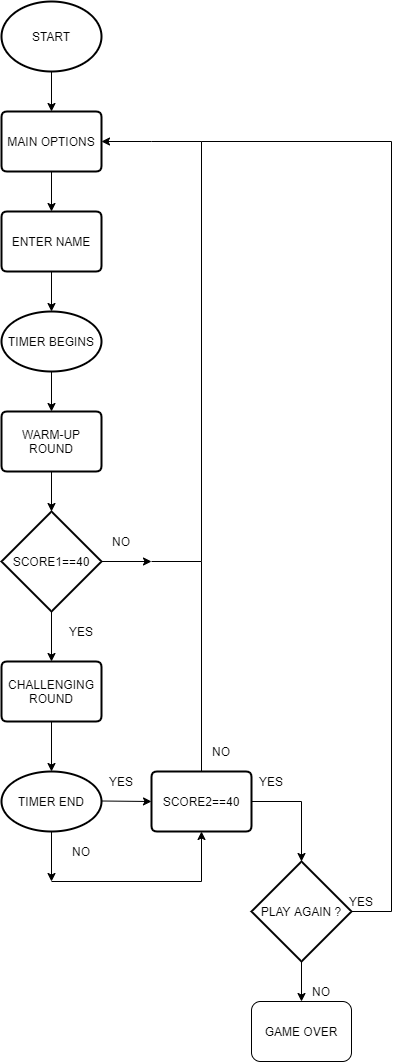 START
MAIN OPTIONS
ENTER NAME
TIMER BEGINS
WARM-UP
ROUND
NO
SCORE1==40
YES
CHALLENGING
ROUND
NO
YES
YES
TIMER END
SCORE2==40
NO
YES
PLAY AGAIN ?
NO
GAME OVER